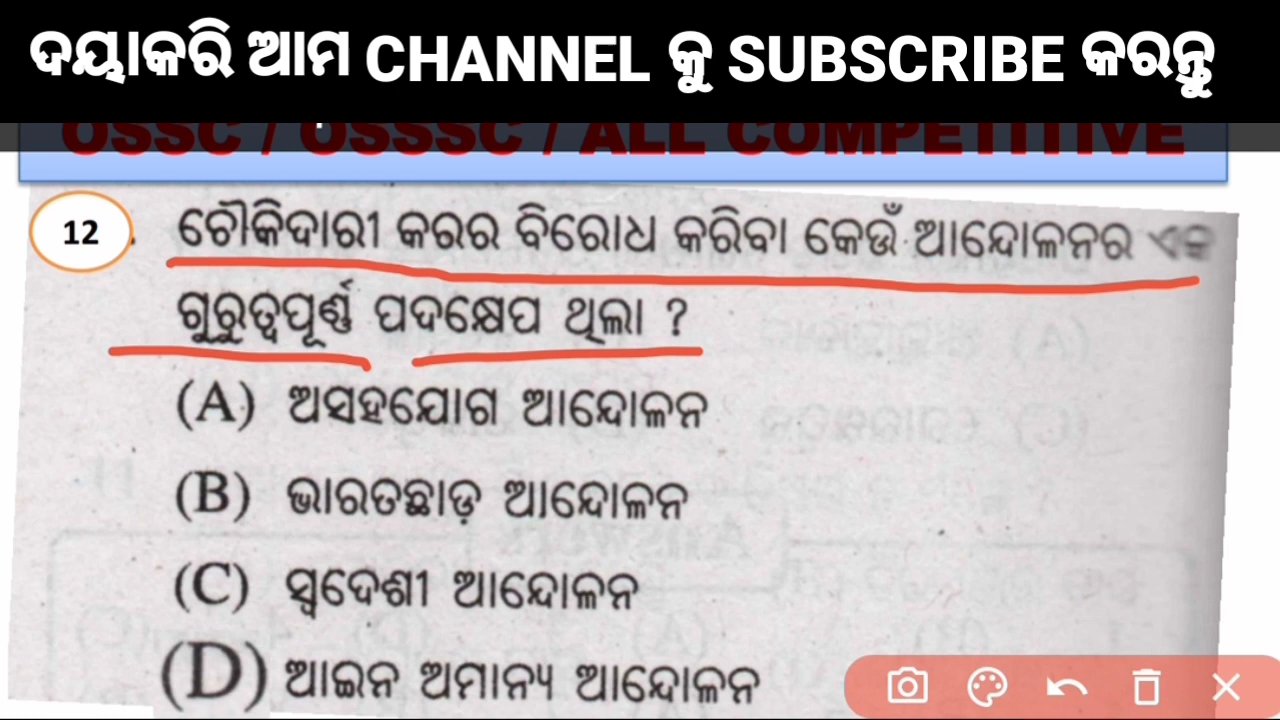 ଦୟାକରି ଆମ CHANNEL କୁ SUBSCRIBE କରନ୍ତୁ
OSSC / OSSSC / ALL COMPETITIVE
12 . ଚୌକିଦାରୀ କରର ବିରୋଧ କରିବା କେଉଁ ଆନ୍ଦୋଳନର ଏକ
ଗୁରୁତ୍ୱପୂର୍ଣ୍ଣ ପଦକ୍ଷେପ ଥିଲା ?
(A) ଅସହଯୋଗ ଆନ୍ଦୋଳନ
(B) ଭାରତଛାଡ଼ ଆନ୍ଦୋଳନ
(C) ସ୍ୱଦେଶୀ ଆନ୍ଦୋଳନ
(D) ଆଇନ ଅମାନ୍ୟ ଆନ୍ଦୋଳନ